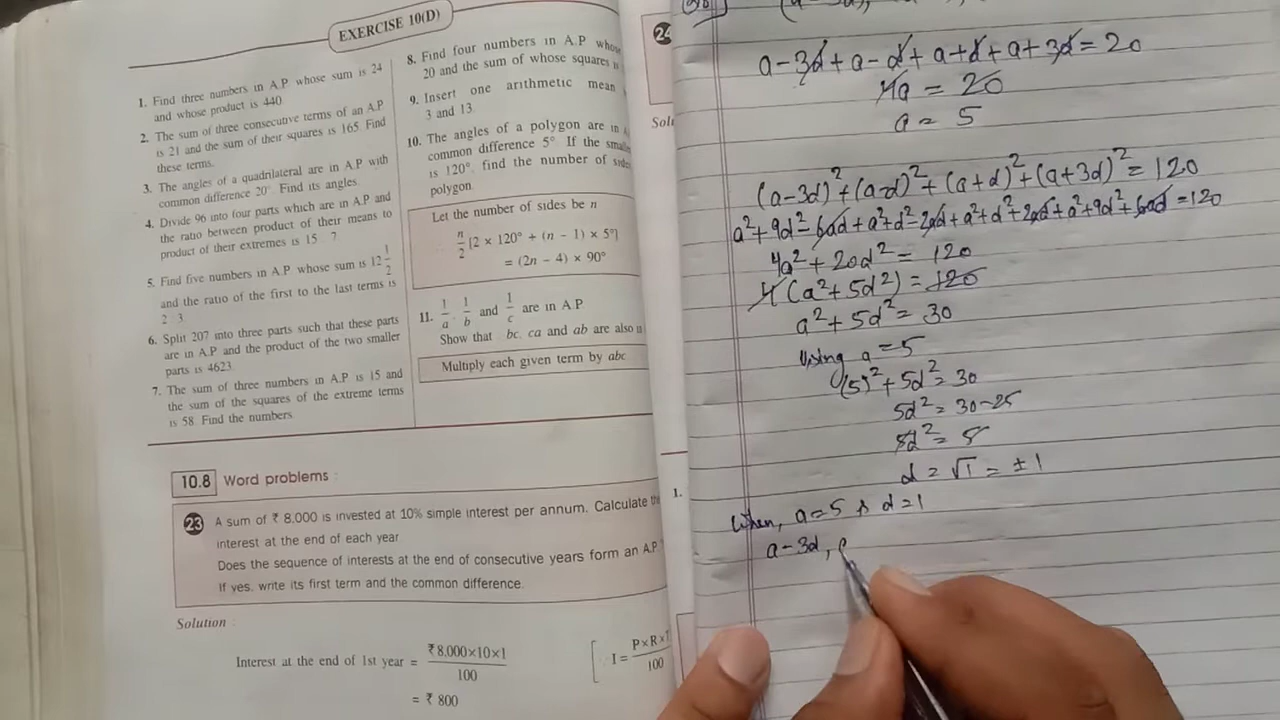 EXERCISE 10(D)
1. Find three numbers in A.P whose sum is 24
and whose product is 440
2. The sum of three consecutive terms of an A.P
is 21 and the sum of their squares is 165. Find
these terms.
3. The angles of a quadrilateral are in A.P with
common difference 20°. Find its angles
4. Divide 96 into four parts which are in A.P and
the ratio between product of their means to
product of their extremes is 15 : 7
5. Find five numbers in A.P. whose sum is 12 1/2
and the ratio of the first to the last terms is
2 : 3
6. Split 207 into three parts such that these parts
are in A.P and the product of the two smaller
parts is 4623
7. The sum of three numbers in A.P is 15 and
the sum of the squares of the extreme terms
is 58. Find the numbers
8. Find four numbers in A.P whose
20 and the sum of whose squares is
9. Insert one arithmetic mean
3 and 13
10. The angles of a polygon are in
common difference 5° If the
is 120°, find the number of sides
polygon.
Let the number of sides be n
n/2 [2 × 120° + (n − 1) × 5°]
= (2n − 4) × 90°
11. 1/a, 1/b and 1/c are in A.P
Show that : bc, ca and ab are also
Multiply each given term by abc
10.8 Word problems :
23 A sum of ₹ 8,000 is invested at 10% simple interest per annum. Calculate
interest at the end of each year
Does the sequence of interests at the end of consecutive years form an A.P.?
If yes, write its first term and the common difference.
Solution :
Interest at the end of 1st year = ₹ 8,000×10×1/100
[∴ I = P×R×T/100
= ₹ 800
24
1.
a − 3d + a − d + a + d + a + 3d = 20
4a = 20
a = 5
(a−3d)² + (a−d)² + (a+d)² + (a+3d)² = 120
a² + 9d² − 6ad + a² + d² − 2ad + a² + d² + 2ad + a² + 9d² + 6ad = 120
4a² + 20d² = 120
4(a² + 5d²) = 120
a² + 5d² = 30
Using a = 5
(5)² + 5d² = 30
5d² = 30 − 25
5d² = 5
d = √1 = ±1
When, a = 5 & d = 1
a − 3d,